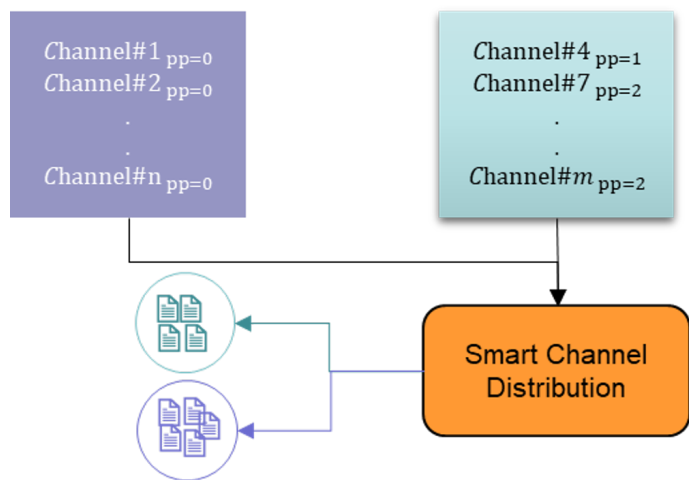 Channel#1 pp=0
Channel#2 pp=0
.
.
Channel#n pp=0
Channel#4 pp=1
Channel#7 pp=2
.
.
Channel#m pp=2
Smart Channel
Distribution